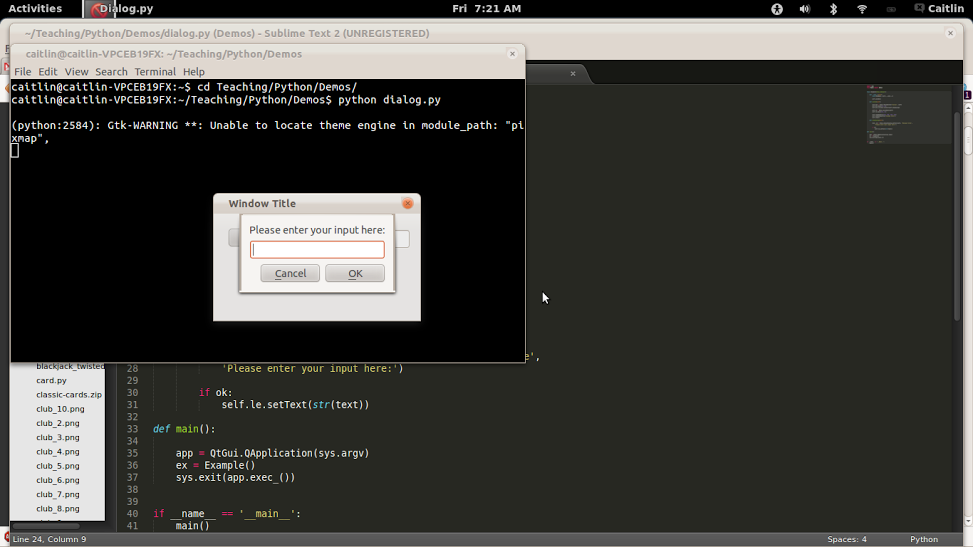 Activities
Dialog.py
Fri 7:21 AM
Caitlin
~/Teaching/Python/Demos/dialog.py (Demos) - Sublime Text 2 (UNREGISTERED)
caitlin@caitlin-VPCEB19FX: ~/Teaching/Python/Demos
File Edit View Search Terminal Help
caitlin@caitlin-VPCEB19FX:~$ cd Teaching/Python/Demos/
caitlin@caitlin-VPCEB19FX:~/Teaching/Python/Demos$ python dialog.py
(python:2584): Gtk-WARNING **: Unable to locate theme engine in module_path: "pi
xmap",
Window Title
Please enter your input here:
Cancel OK
blackjack_twisted
card.py
classic-cards.zip
club_10.png
club_2.png
club_3.png
club_4.png
club_5.png
club_6.png
club_7.png
club_8.png
28 'Please enter your input here:')
29
30 if ok:
31 self.le.setText(str(text))
32
33 def main():
34
35 app = QtGui.QApplication(sys.argv)
36 ex = Example()
37 sys.exit(app.exec_())
38
39
40 if __name__ == '__main__':
41 main()
Line 24, Column 9
Spaces: 4
Python